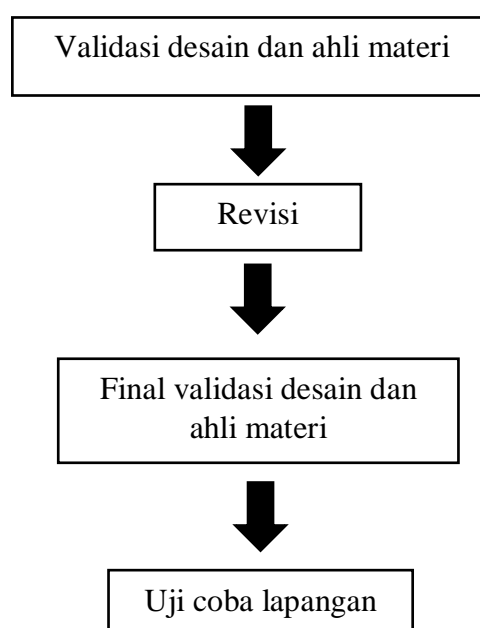 Validasi desain dan ahli materi
Revisi
Final validasi desain dan
ahli materi
Uji coba lapangan